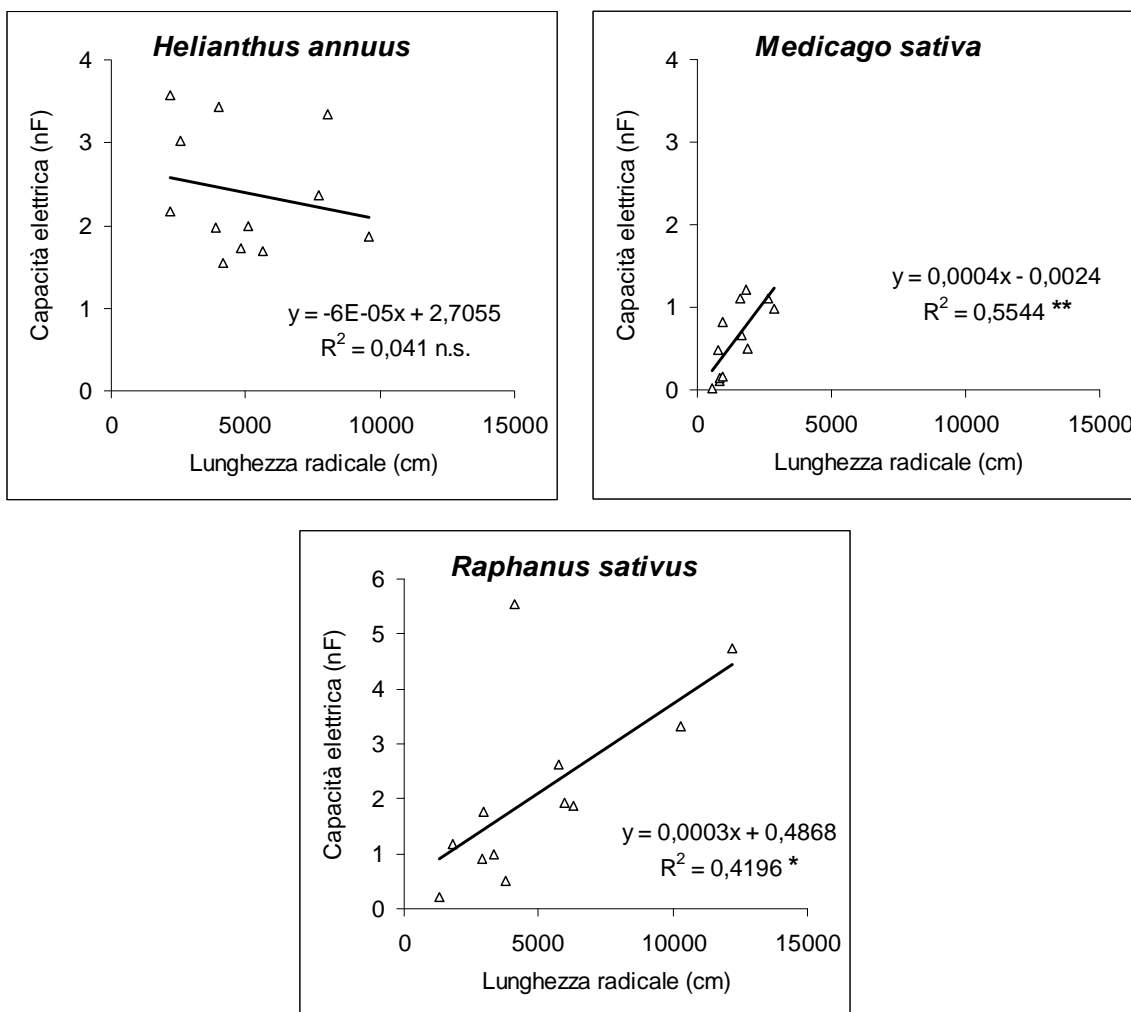 Helianthus annuus
4
3
2
1
0
Capacità elettrica (nF)
y = -6E-05x + 2,7055
R² = 0,041 n.s.
0 5000 10000 15000
Lunghezza radicale (cm)
Medicago sativa
4
3
2
1
0
Capacità elettrica (nF)
y = 0,0004x - 0,0024
R² = 0,5544 **
0 5000 10000 15000
Lunghezza radicale (cm)
Raphanus sativus
6
5
4
3
2
1
0
Capacità elettrica (nF)
y = 0,0003x + 0,4868
R² = 0,4196 *
0 5000 10000 15000
Lunghezza radicale (cm)